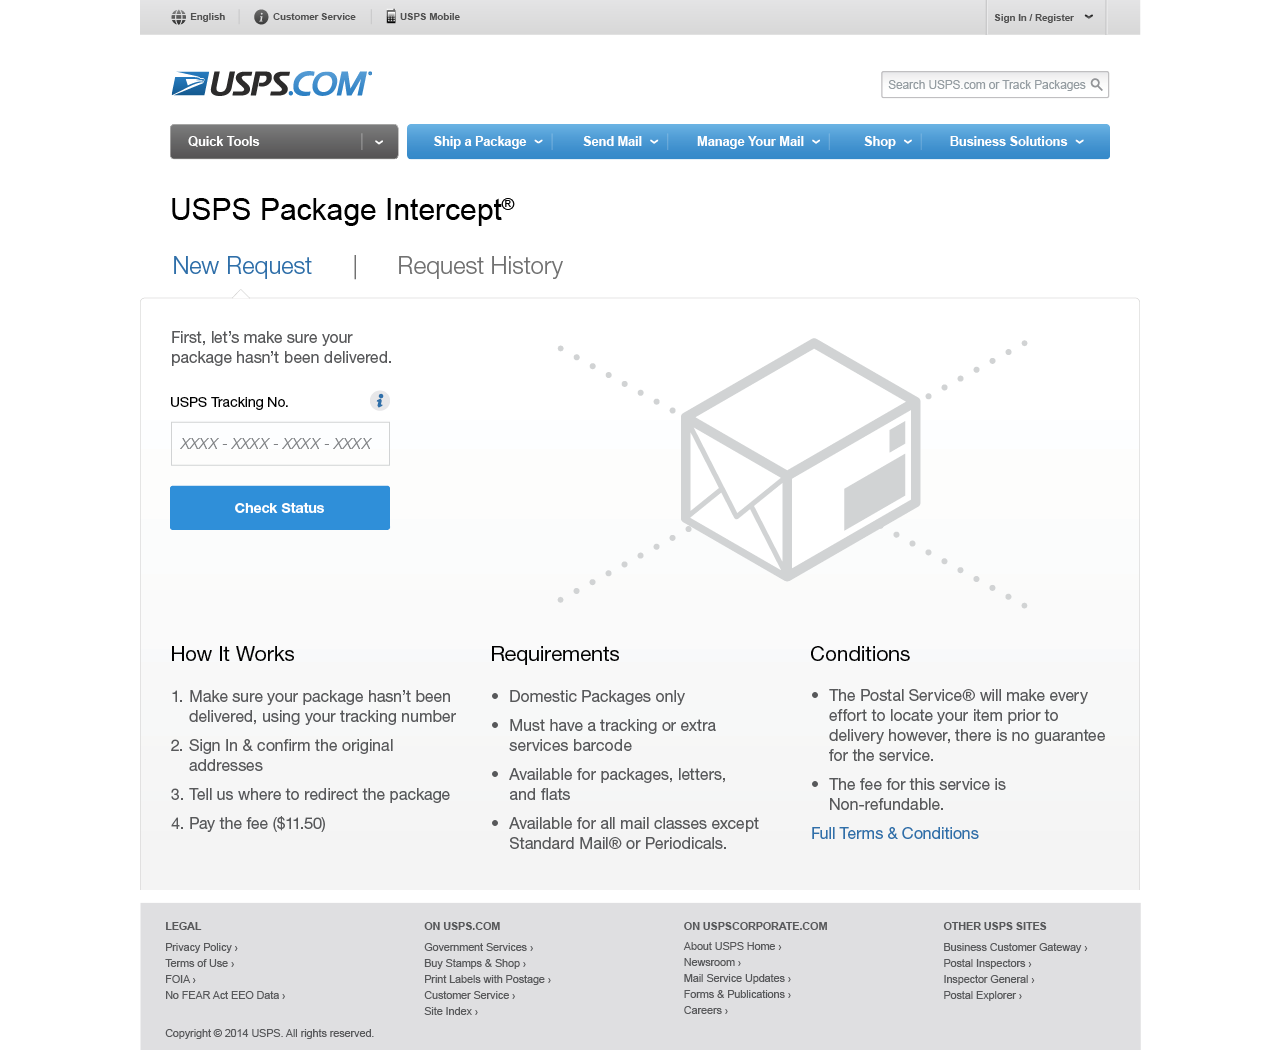 English
Customer Service
USPS Mobile
Sign In / Register
USPS.COM
Search USPS.com or Track Packages
Quick Tools
Ship a Package
Send Mail
Manage Your Mail
Shop
Business Solutions
USPS Package Intercept®
New Request | Request History
First, let’s make sure your
package hasn’t been delivered.
USPS Tracking No.
i
XXXX - XXXX - XXXX - XXXX
Check Status
How It Works
1. Make sure your package hasn’t been
delivered, using your tracking number
2. Sign In & confirm the original
addresses
3. Tell us where to redirect the package
4. Pay the fee ($11.50)
Requirements
• Domestic Packages only
• Must have a tracking or extra
services barcode
• Available for packages, letters,
and flats
• Available for all mail classes except
Standard Mail® or Periodicals.
Conditions
• The Postal Service® will make every
effort to locate your item prior to
delivery however, there is no guarantee
for the service.
• The fee for this service is
Non-refundable.
Full Terms & Conditions
LEGAL
Privacy Policy ›
Terms of Use ›
FOIA ›
No FEAR Act EEO Data ›
ON USPS.COM
Government Services ›
Buy Stamps & Shop ›
Print Labels with Postage ›
Customer Service ›
Site Index ›
ON USPSCORPORATE.COM
About USPS Home ›
Newsroom ›
Mail Service Updates ›
Forms & Publications ›
Careers ›
OTHER USPS SITES
Business Customer Gateway ›
Postal Inspectors ›
Inspector General ›
Postal Explorer ›
Copyright © 2014 USPS. All rights reserved.